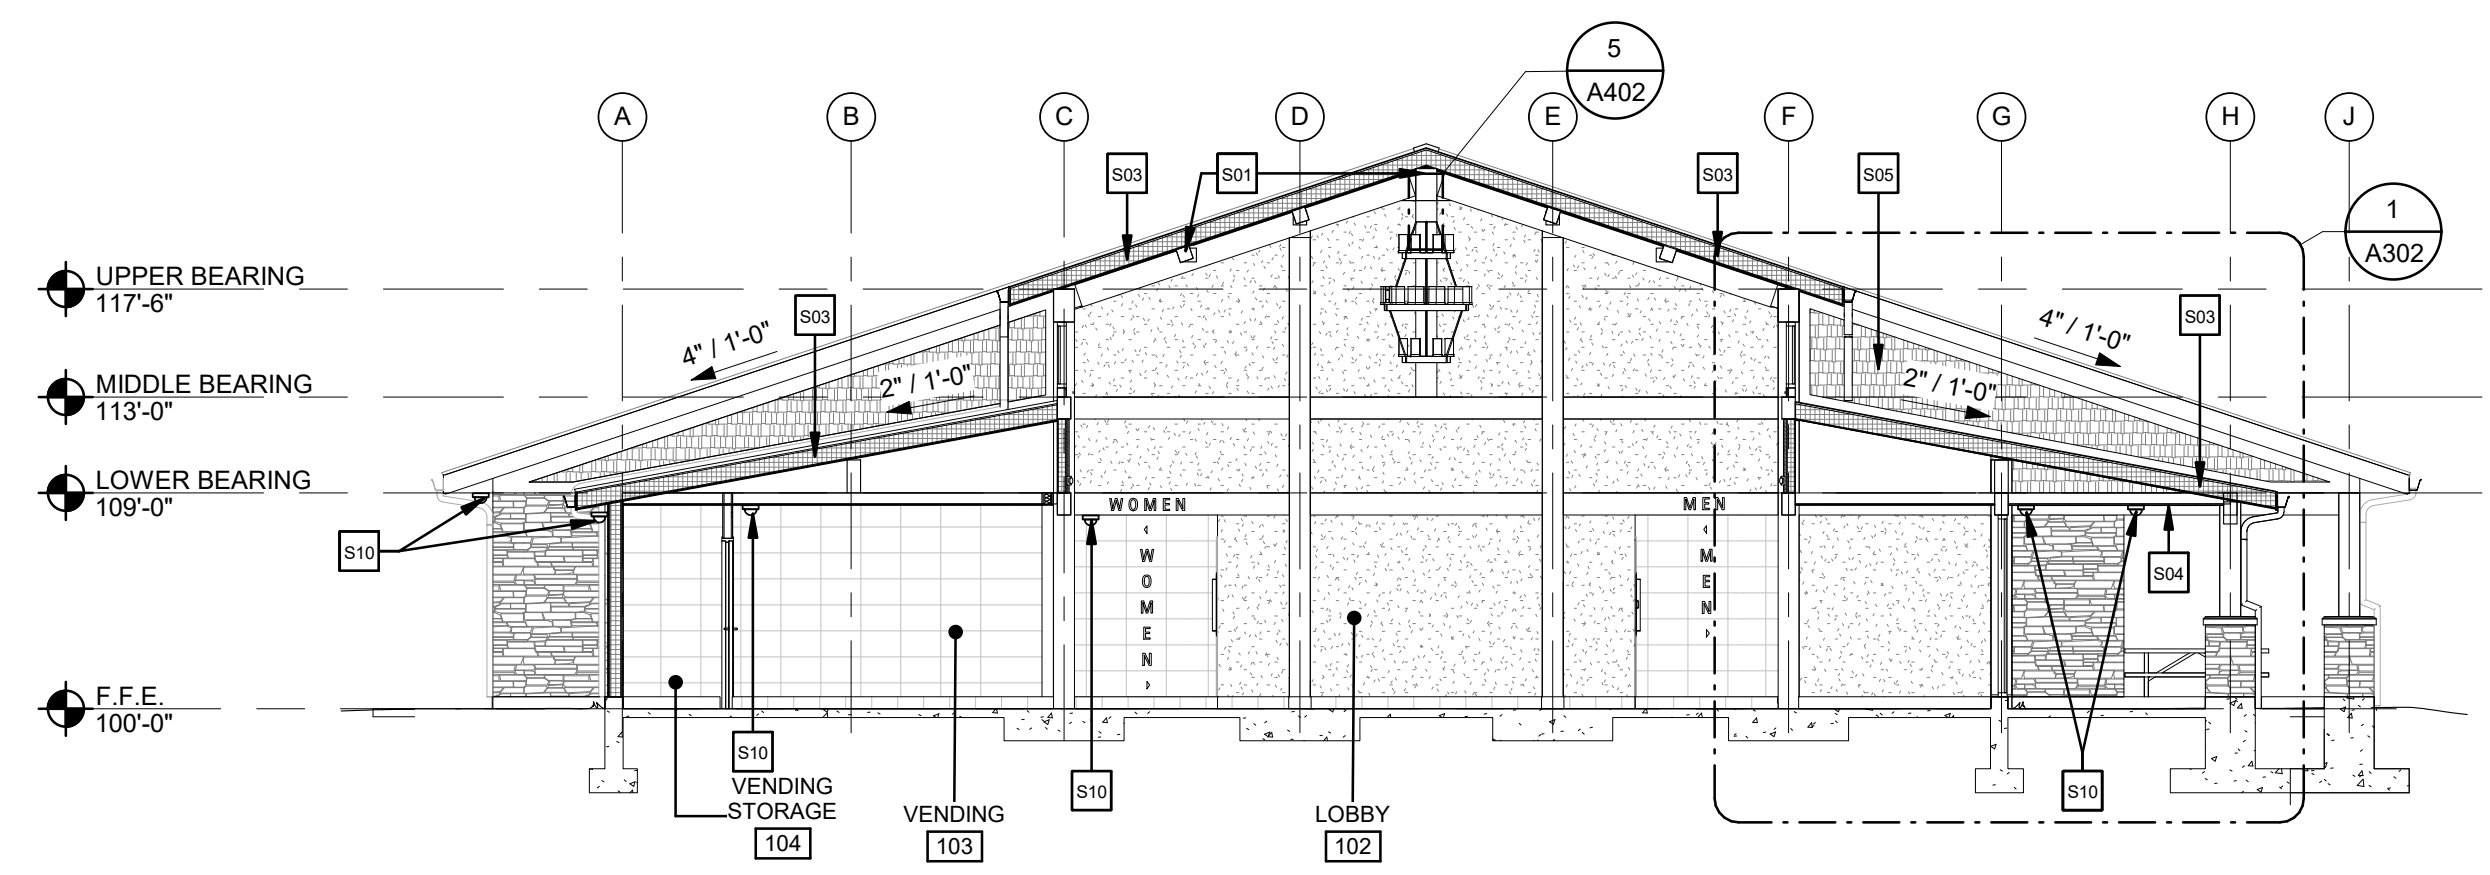 5
A402
A
B
C
D
E
F
G
H
J
S03
S01
S03
S05
1
A302
UPPER BEARING
117'-6"
S03
S03
4" / 1'-0"
4" / 1'-0"
MIDDLE BEARING
113'-0"
2" / 1'-0"
2" / 1'-0"
LOWER BEARING
109'-0"
WOMEN
MEN
S10
W
O
M
E
N
M
E
N
S04
F.F.E.
100'-0"
S10
S10
S10
VENDING
STORAGE
104
VENDING
103
LOBBY
102